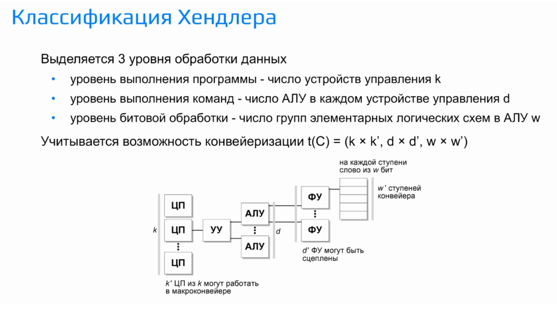 Классификация Хендлера
Выделяется 3 уровня обработки данных
• уровень выполнения программы - число устройств управления k
• уровень выполнения команд - число АЛУ в каждом устройстве управления d
• уровень битовой обработки - число групп элементарных логических схем в АЛУ w
Учитывается возможность конвейеризации t(C) = (k × k’, d × d’, w × w’)
на каждой ступени
слово из w бит
ЦП
ЦП
ЦП
k
УУ
АЛУ
АЛУ
d
ФУ
ФУ
w' ступеней
конвейера
d' ФУ могут быть
сцеплены
k' ЦП из k могут работать
в макроконвейере